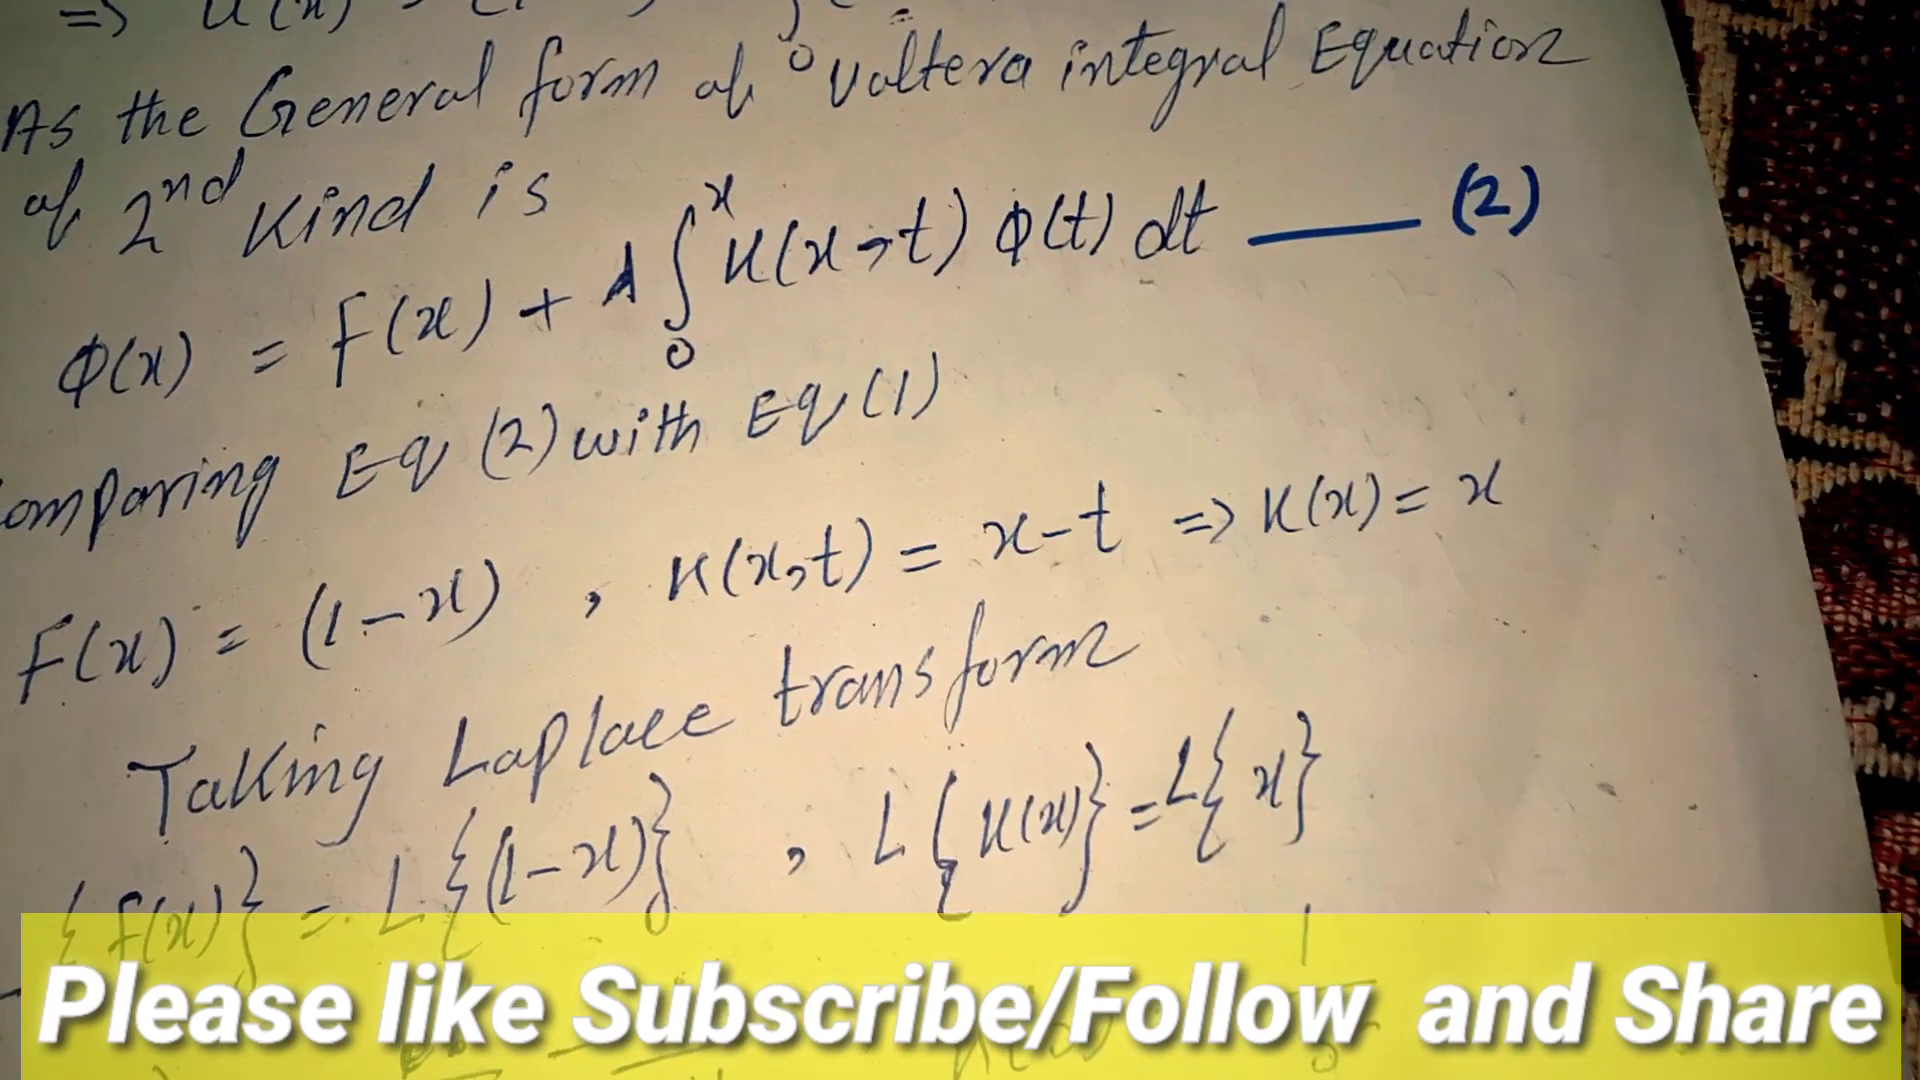 => u(x)
As the General form of Voltera integral Equation
of 2nd Kind is
Φ(x) = F(x) + λ ∫₀ˣ K(x,t) Φ(t) dt —— (2)
omparing Eq (2) with Eq (1)
F(x) = (1-x) , K(x,t) = x-t => K(x) = x
Taking Laplace transform
{F(x)} = L{(1-x)} , L{K(x)} = L{x}
Please like Subscribe/Follow and Share